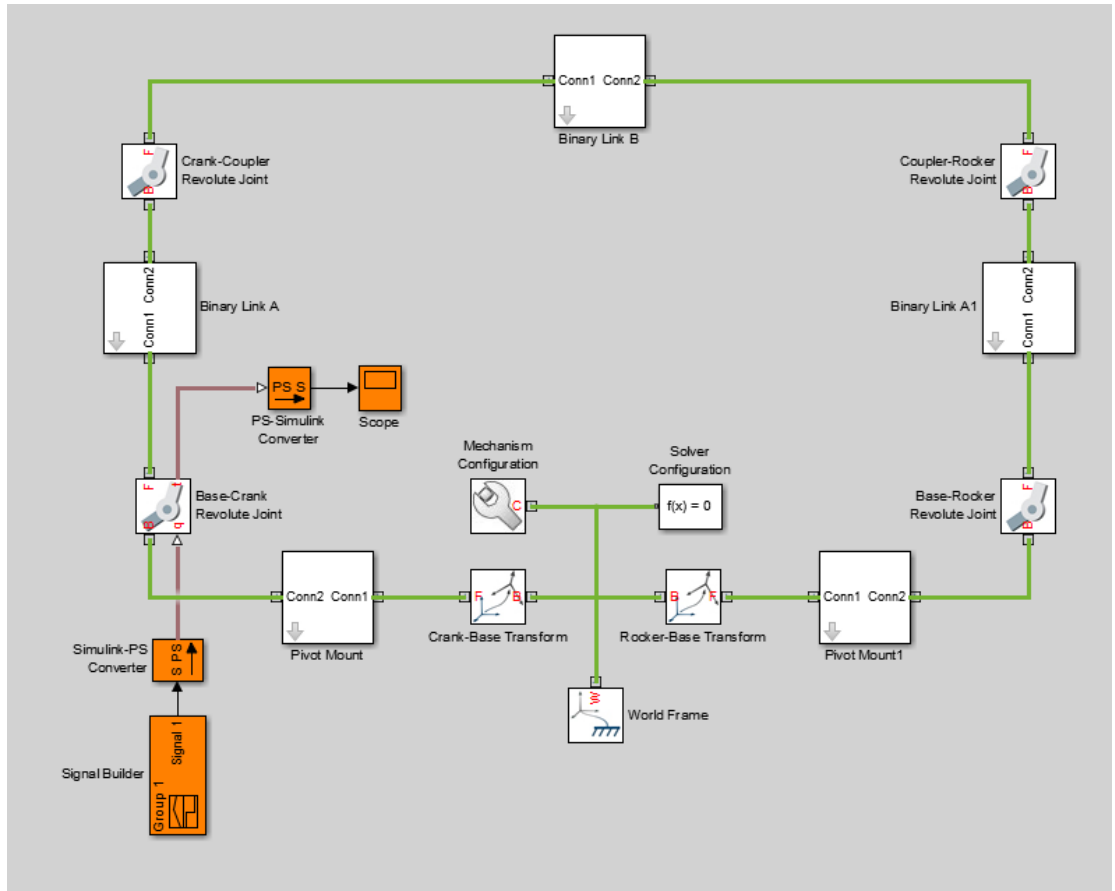 Conn1 Conn2
Binary Link B
F
B
Crank-Coupler
Revolute Joint
Coupler-Rocker
Revolute Joint
F
B
Conn2
Conn1
Binary Link A
Binary Link A1
Conn2
Conn1
PS S
PS-Simulink
Converter
Scope
F
t
B
q
Base-Crank
Revolute Joint
Mechanism
Configuration
C
Solver
Configuration
f(x) = 0
Base-Rocker
Revolute Joint
F
B
Conn2 Conn1
Pivot Mount
F
B
Crank-Base Transform
B
F
Rocker-Base Transform
Conn1 Conn2
Pivot Mount1
Simulink-PS
Converter
S PS
W
World Frame
Signal Builder
Signal 1
Group 1